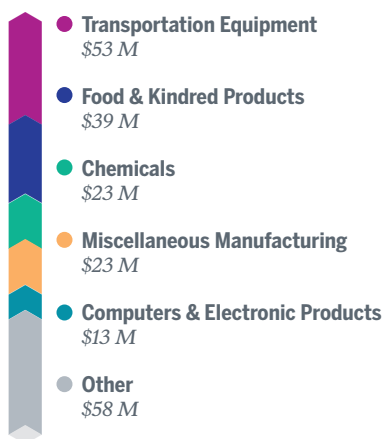 Transportation Equipment
$53 M
Food & Kindred Products
$39 M
Chemicals
$23 M
Miscellaneous Manufacturing
$23 M
Computers & Electronic Products
$13 M
Other
$58 M